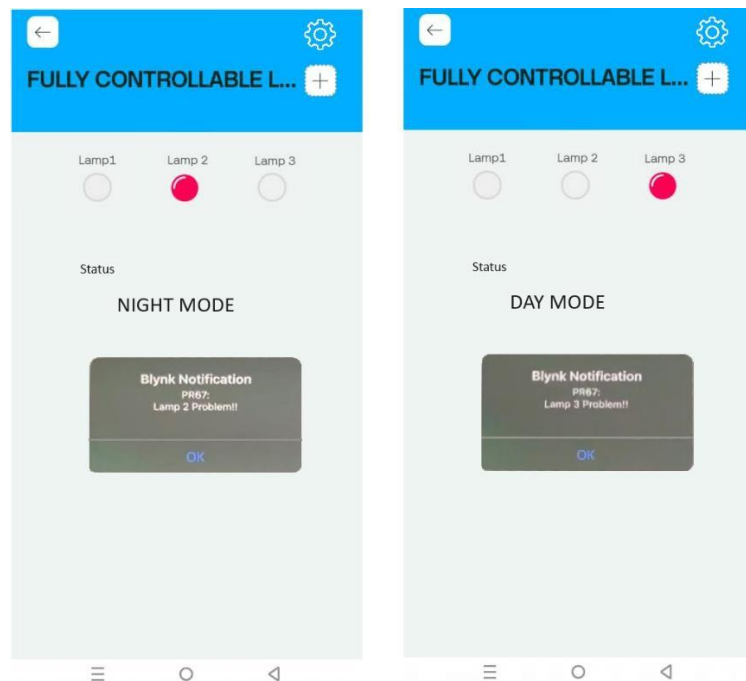 FULLY CONTROLLABLE L...
Lamp1 Lamp 2 Lamp 3
Status
NIGHT MODE
Blynk Notification
PR67:
Lamp 2 Problem!!
OK
FULLY CONTROLLABLE L...
Lamp1 Lamp 2 Lamp 3
Status
DAY MODE
Blynk Notification
PR67:
Lamp 3 Problem!!
OK